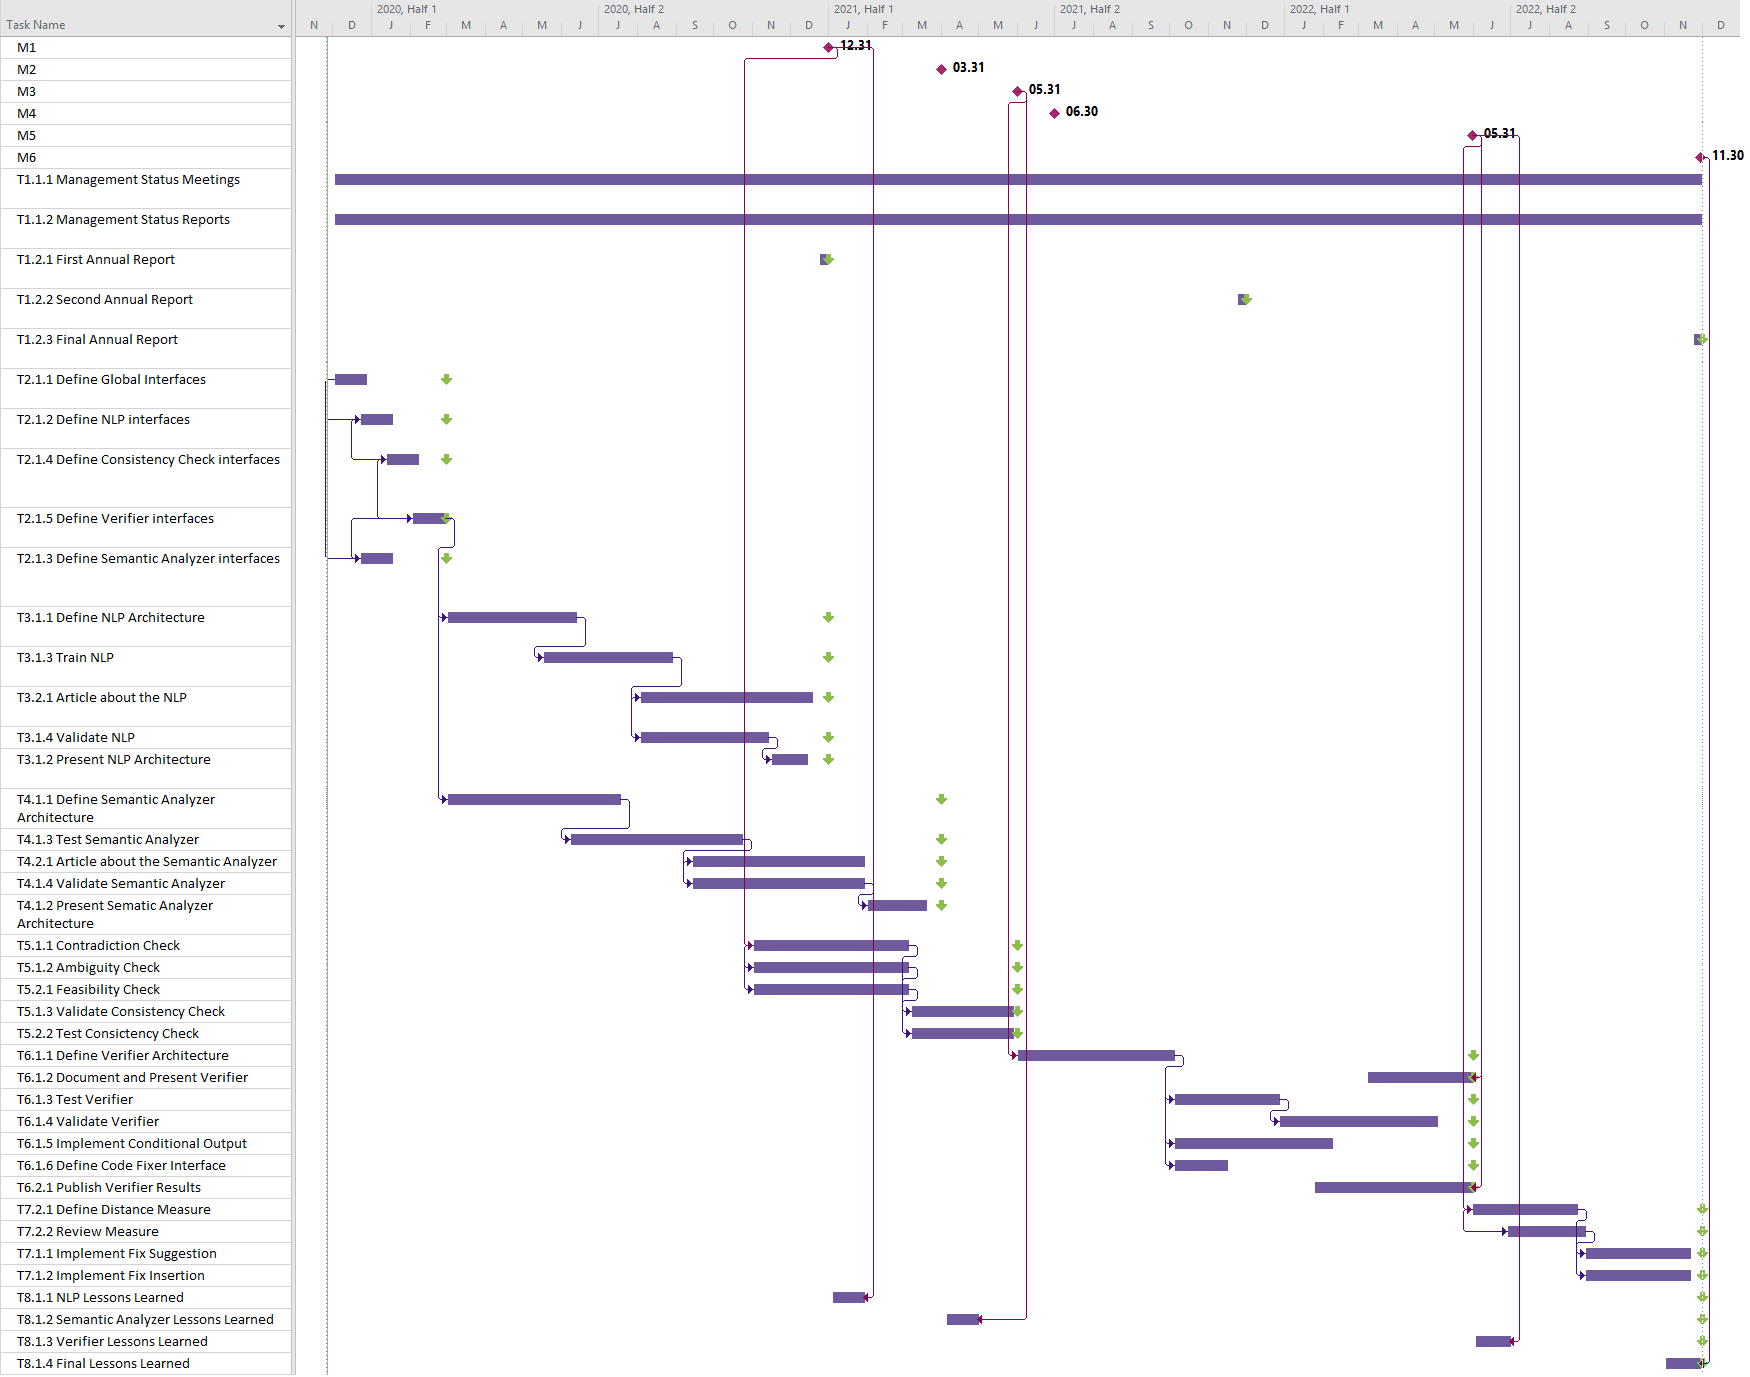 2020, Half 1 2020, Half 2 2021, Half 1 2021, Half 2 2022, Half 1 2022, Half 2
Task Name N D J F M A M J J A S O N D J F M A M J J A S O N D J F M A M J J A S O N D
M1 12.31
M2 03.31
M3 05.31
M4 06.30
M5 05.31
M6 11.30
T1.1.1 Management Status Meetings
T1.1.2 Management Status Reports
T1.2.1 First Annual Report
T1.2.2 Second Annual Report
T1.2.3 Final Annual Report
T2.1.1 Define Global Interfaces
T2.1.2 Define NLP interfaces
T2.1.4 Define Consistency Check interfaces
T2.1.5 Define Verifier interfaces
T2.1.3 Define Semantic Analyzer interfaces
T3.1.1 Define NLP Architecture
T3.1.3 Train NLP
T3.2.1 Article about the NLP
T3.1.4 Validate NLP
T3.1.2 Present NLP Architecture
T4.1.1 Define Semantic Analyzer
Architecture
T4.1.3 Test Semantic Analyzer
T4.2.1 Article about the Semantic Analyzer
T4.1.4 Validate Semantic Analyzer
T4.1.2 Present Sematic Analyzer
Architecture
T5.1.1 Contradiction Check
T5.1.2 Ambiguity Check
T5.2.1 Feasibility Check
T5.1.3 Validate Consistency Check
T5.2.2 Test Consictency Check
T6.1.1 Define Verifier Architecture
T6.1.2 Document and Present Verifier
T6.1.3 Test Verifier
T6.1.4 Validate Verifier
T6.1.5 Implement Conditional Output
T6.1.6 Define Code Fixer Interface
T6.2.1 Publish Verifier Results
T7.2.1 Define Distance Measure
T7.2.2 Review Measure
T7.1.1 Implement Fix Suggestion
T7.1.2 Implement Fix Insertion
T8.1.1 NLP Lessons Learned
T8.1.2 Semantic Analyzer Lessons Learned
T8.1.3 Verifier Lessons Learned
T8.1.4 Final Lessons Learned